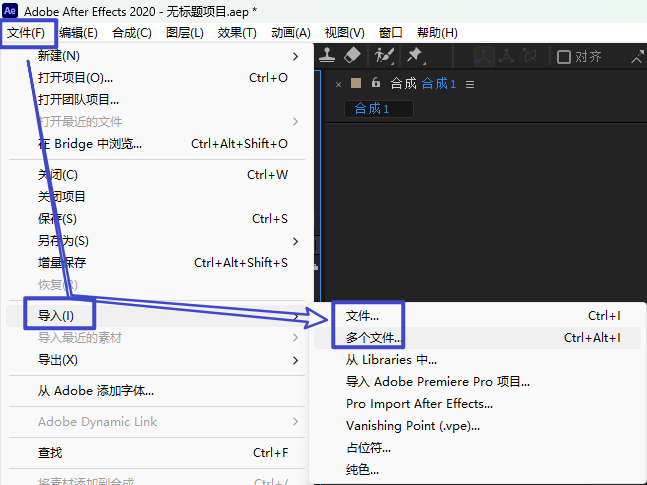 Ae Adobe After Effects 2020 - 无标题项目.aep *
文件(F) 编辑(E) 合成(C) 图层(L) 效果(T) 动画(A) 视图(V) 窗口 帮助(H)
对齐
新建(N)
打开项目(O)... Ctrl+O
打开团队项目...
打开最近的文件
在 Bridge 中浏览... Ctrl+Alt+Shift+O
关闭(C) Ctrl+W
关闭项目
保存(S) Ctrl+S
另存为(S)
增量保存 Ctrl+Alt+Shift+S
恢复(R)
导入(I)
导入最近的素材
导出(X)
从 Adobe 添加字体...
Adobe Dynamic Link
查找 Ctrl+F
将素材添加到合成 Ctrl+/
合成 合成 1
合成 1
文件... Ctrl+I
多个文件... Ctrl+Alt+I
从 Libraries 中...
导入 Adobe Premiere Pro 项目...
Pro Import After Effects...
Vanishing Point (.vpe)...
占位符...
纯色...